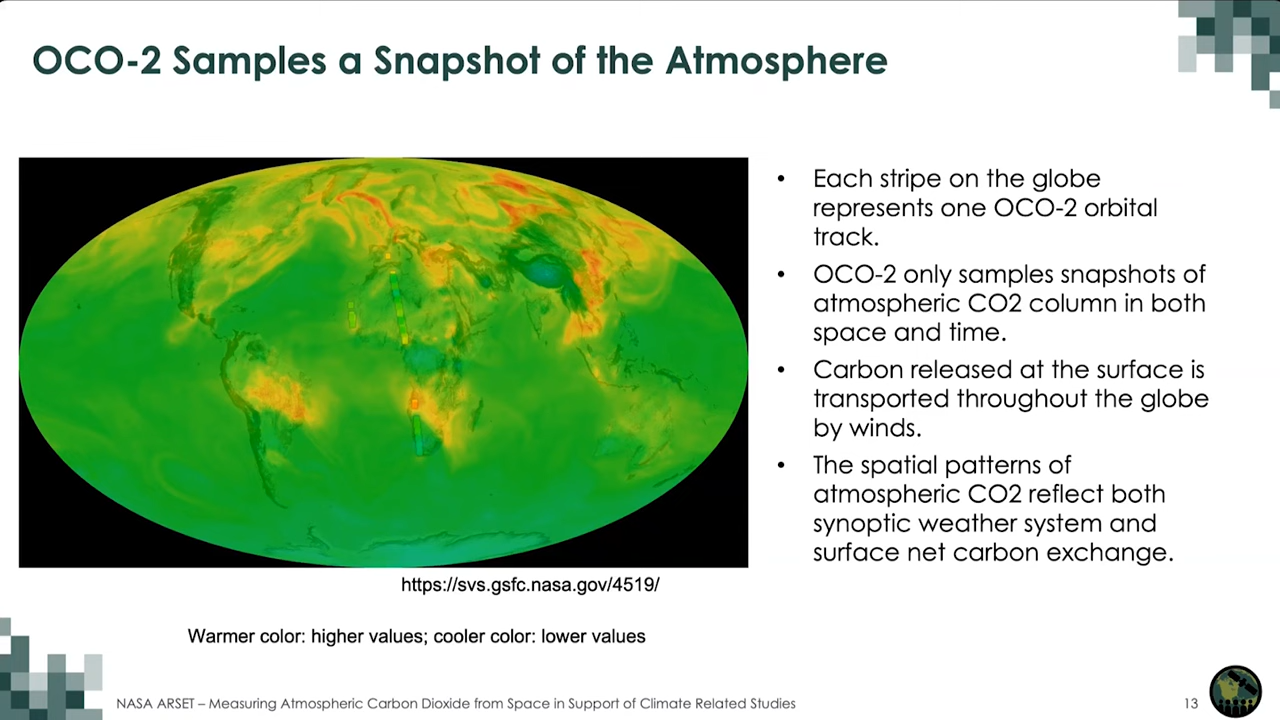 OCO-2 Samples a Snapshot of the Atmosphere
• Each stripe on the globe
represents one OCO-2 orbital
track.
• OCO-2 only samples snapshots of
atmospheric CO2 column in both
space and time.
• Carbon released at the surface is
transported throughout the globe
by winds.
• The spatial patterns of
atmospheric CO2 reflect both
synoptic weather system and
surface net carbon exchange.
https://svs.gsfc.nasa.gov/4519/
Warmer color: higher values; cooler color: lower values
NASA ARSET – Measuring Atmospheric Carbon Dioxide from Space in Support of Climate Related Studies
13